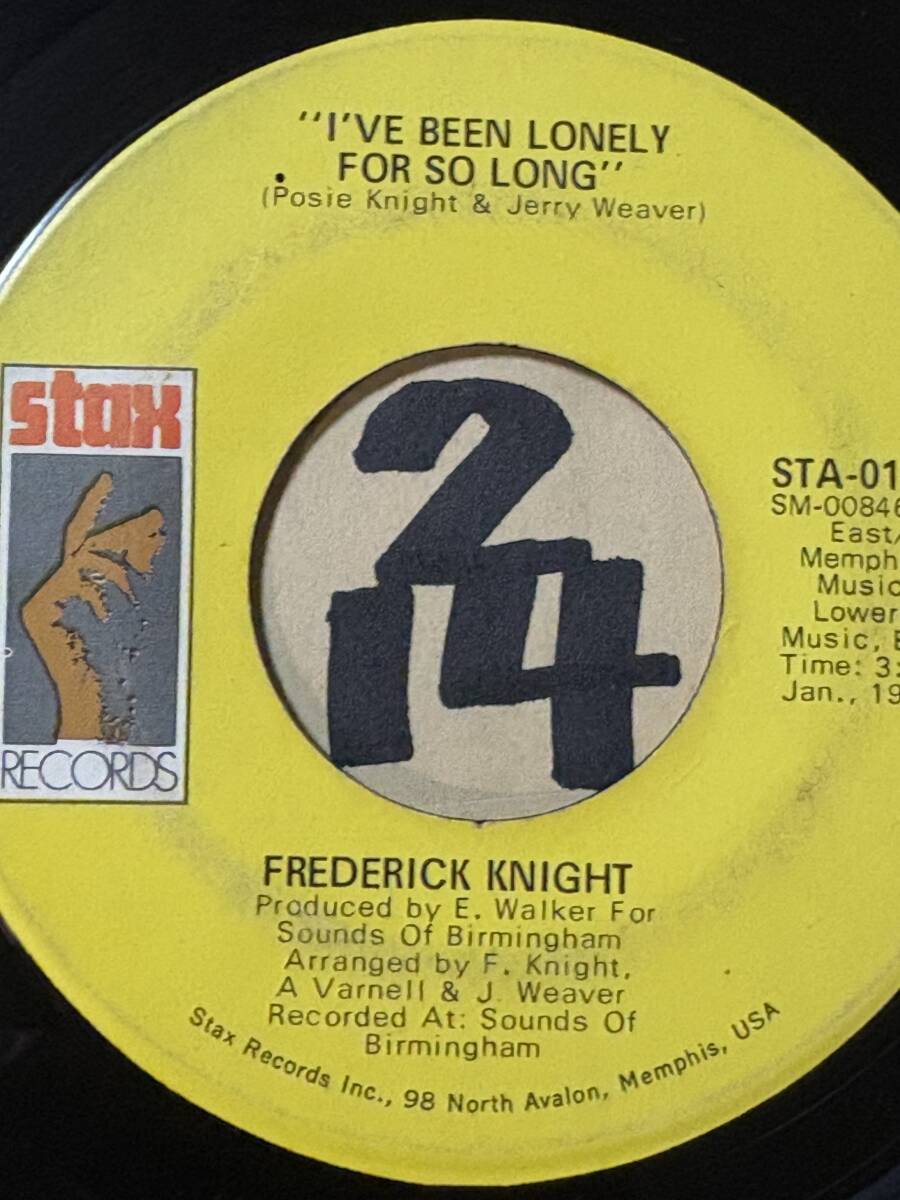 "I'VE BEEN LONELY
FOR SO LONG"
(Posie Knight & Jerry Weaver)
stax
RECORDS
2
14
STA-01
SM-00846
East/
Memph
Music
Lower
Music, B
Time: 3:
Jan., 19
FREDERICK KNIGHT
Produced by E. Walker For
Sounds Of Birmingham
Arranged by F. Knight,
A Varnell & J. Weaver
Recorded At: Sounds Of
Birmingham
Stax Records Inc., 98 North Avalon, Memphis, USA